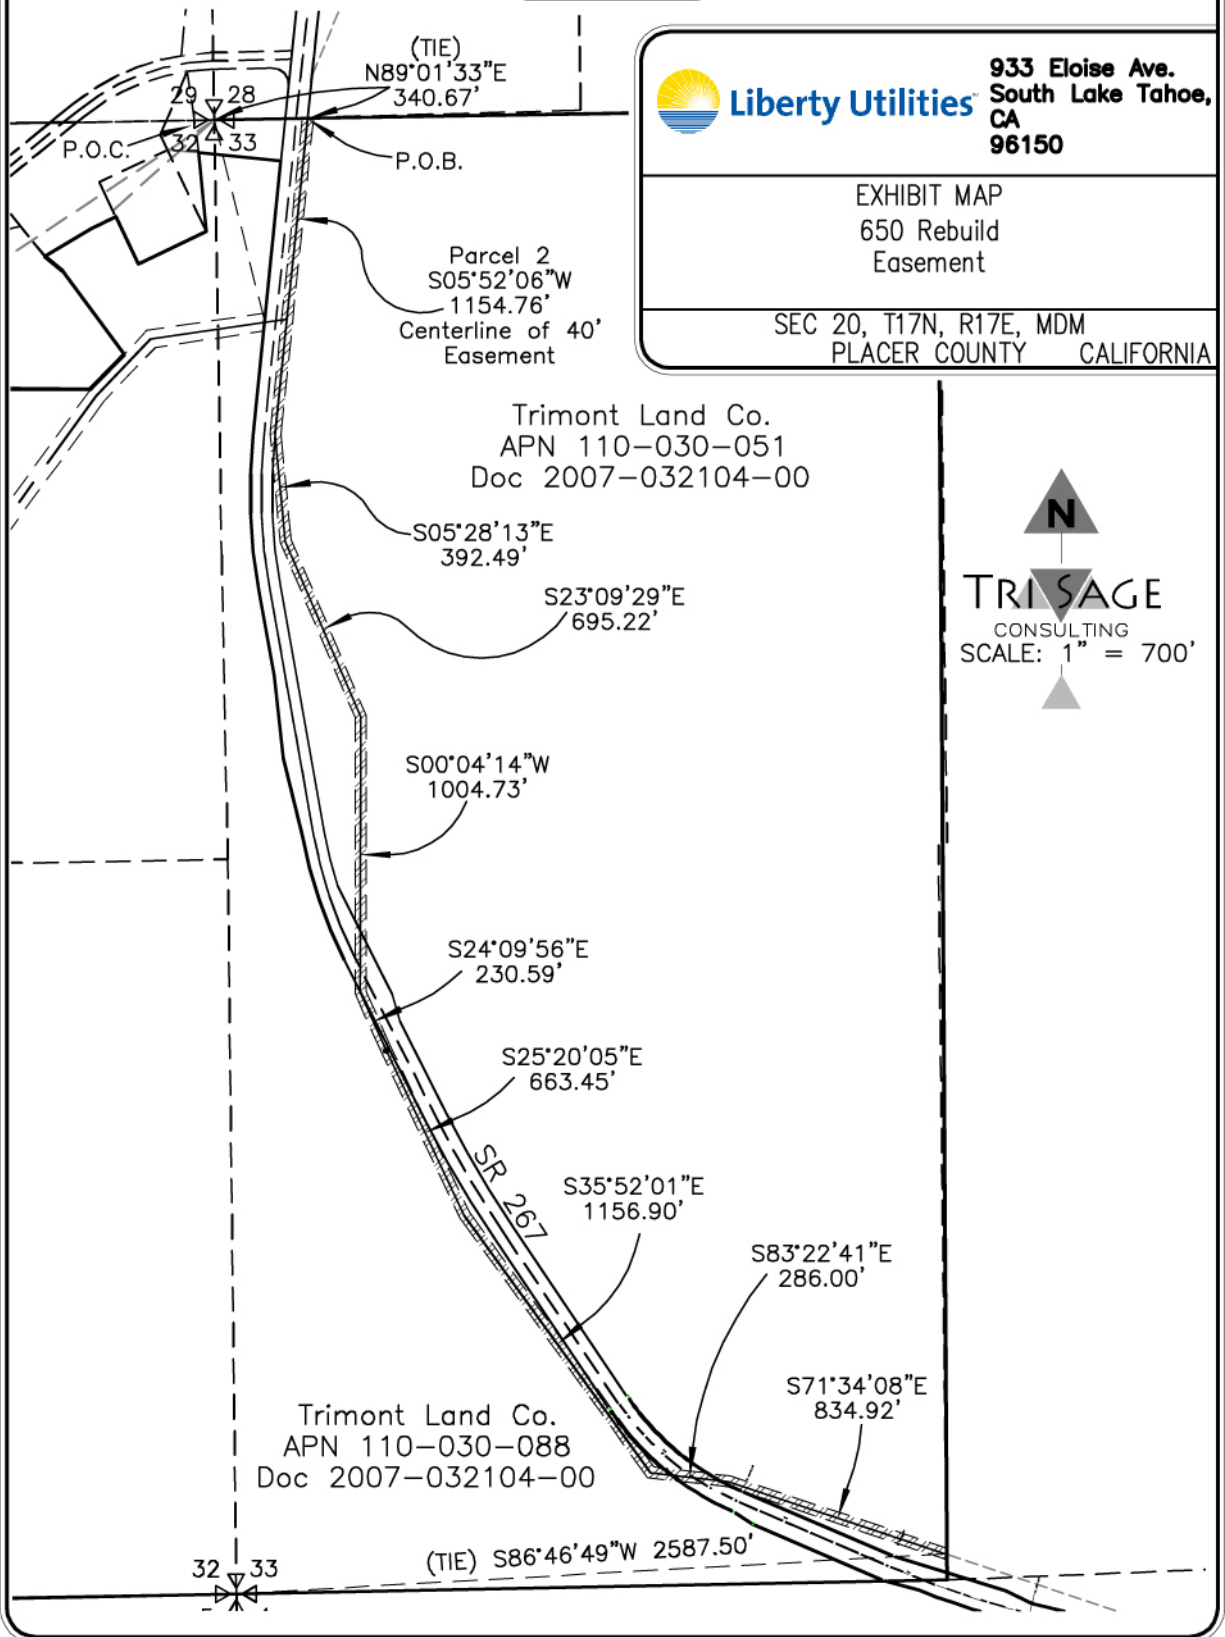 (TIE)
N89°01'33"E
340.67'
29 28
32 33
P.O.C.
P.O.B.
Liberty Utilities™
933 Eloise Ave.
South Lake Tahoe,
CA
96150
EXHIBIT MAP
650 Rebuild
Easement
SEC 20, T17N, R17E, MDM
PLACER COUNTY CALIFORNIA
Parcel 2
S05°52'06"W
1154.76'
Centerline of 40'
Easement
Trimont Land Co.
APN 110-030-051
Doc 2007-032104-00
N
TRI SAGE
CONSULTING
SCALE: 1" = 700'
S05°28'13"E
392.49'
S23°09'29"E
695.22'
S00°04'14"W
1004.73'
S24°09'56"E
230.59'
S25°20'05"E
663.45'
SR 267
S35°52'01"E
1156.90'
S83°22'41"E
286.00'
S71°34'08"E
834.92'
Trimont Land Co.
APN 110-030-088
Doc 2007-032104-00
(TIE) S86°46'49"W 2587.50'
32 33